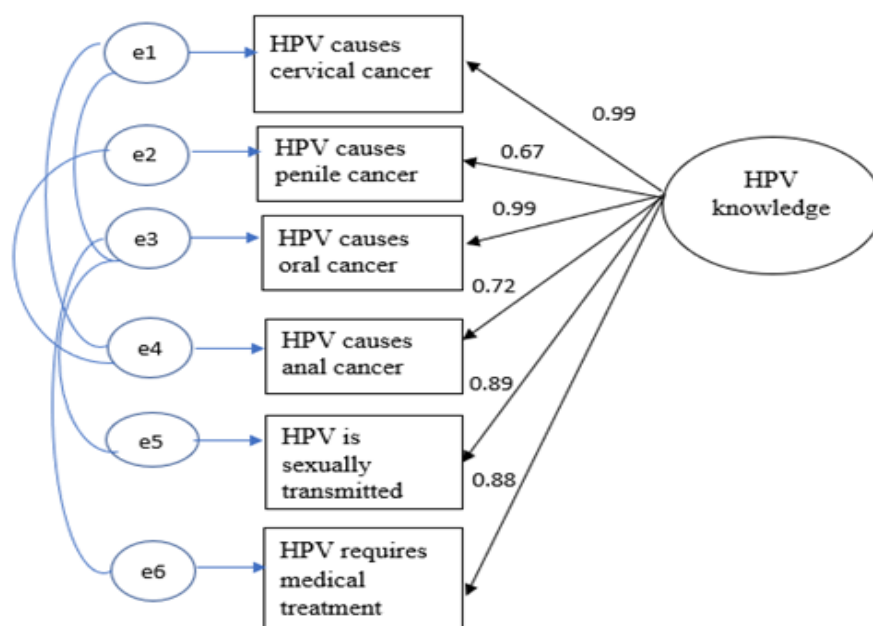 e1
HPV causes
cervical cancer
0.99
e2
HPV causes
penile cancer
0.67
HPV
knowledge
e3
HPV causes
oral cancer
0.99
0.72
e4
HPV causes
anal cancer
0.89
e5
HPV is
sexually
transmitted
0.88
e6
HPV requires
medical
treatment